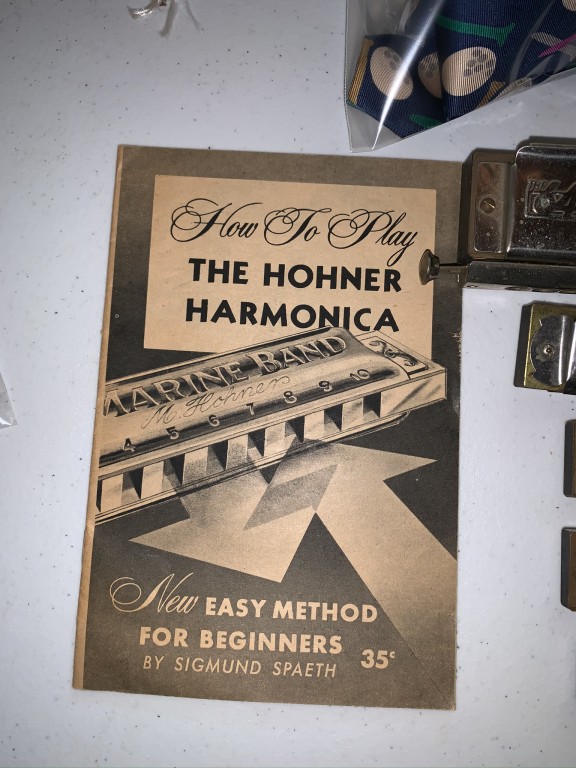 How To Play
THE HOHNER
HARMONICA
MARINE BAND
M. Hohner
4 5 6 7 8 9 10
New EASY METHOD
FOR BEGINNERS
BY SIGMUND SPAETH 35¢